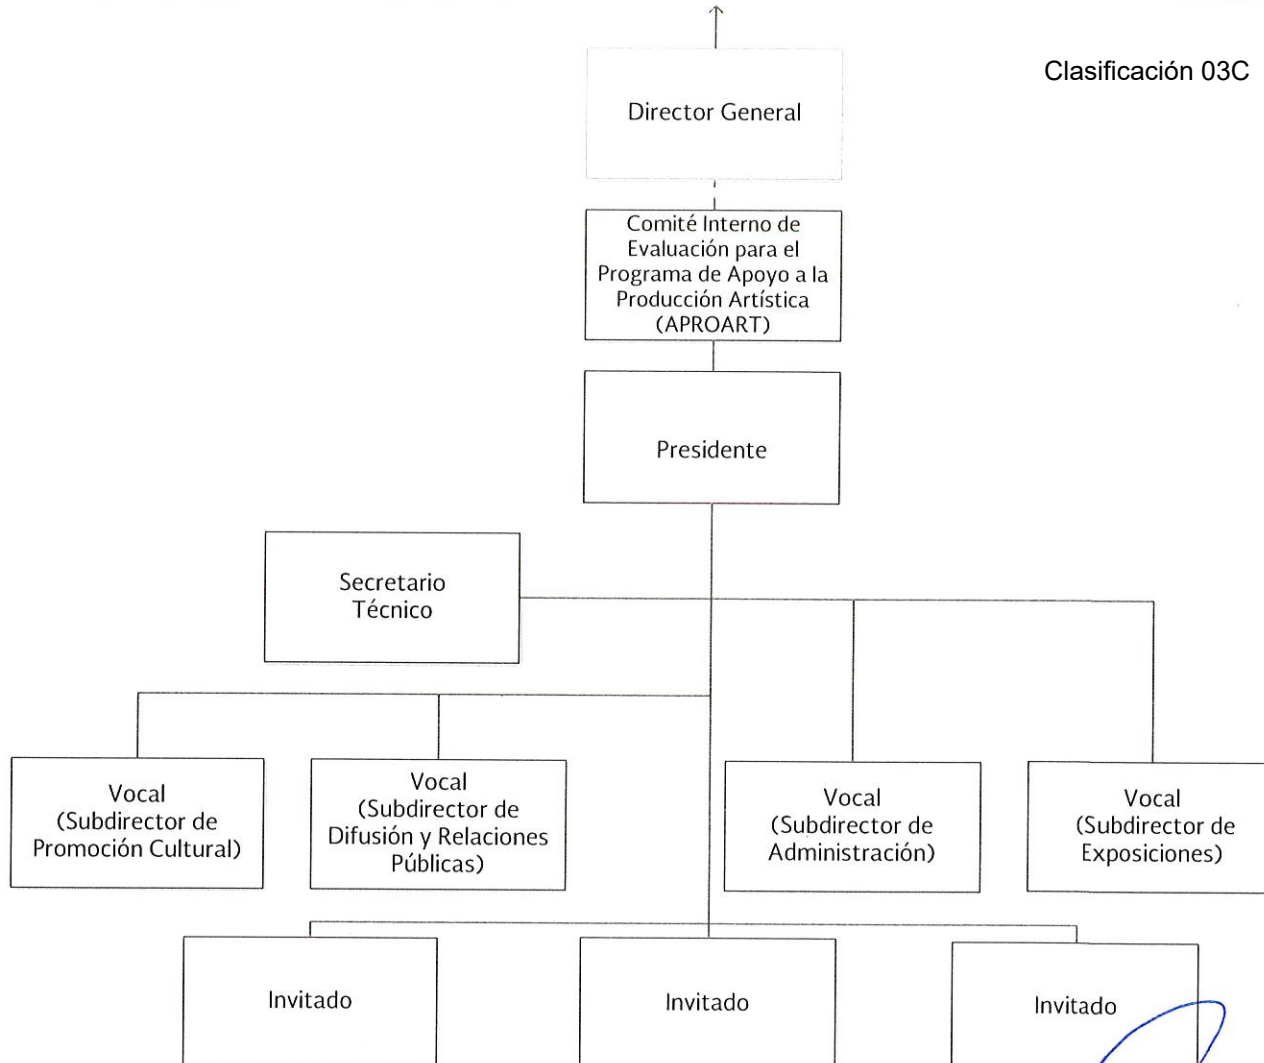 Clasificación 03C
Director General
Comité Interno de
Evaluación para el
Programa de Apoyo a la
Producción Artística
(APROART)
Presidente
Secretario
Técnico
Vocal
(Subdirector de
Promoción Cultural)
Vocal
(Subdirector de
Difusión y Relaciones
Públicas)
Vocal
(Subdirector de
Administración)
Vocal
(Subdirector de
Exposiciones)
Invitado
Invitado
Invitado